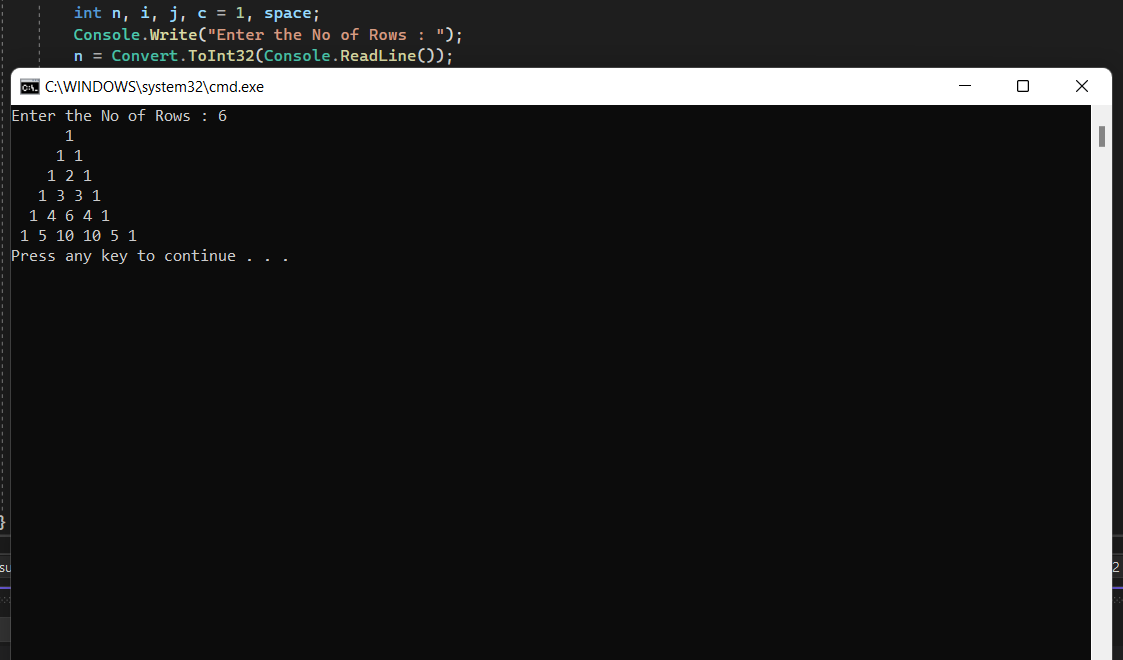 int n, i, j, c = 1, space;
Console.Write("Enter the No of Rows : ");
n = Convert.ToInt32(Console.ReadLine());
C:\WINDOWS\system32\cmd.exe
Enter the No of Rows : 6
      1
     1 1
    1 2 1
   1 3 3 1
  1 4 6 4 1
 1 5 10 10 5 1
Press any key to continue . . .
}
su
2